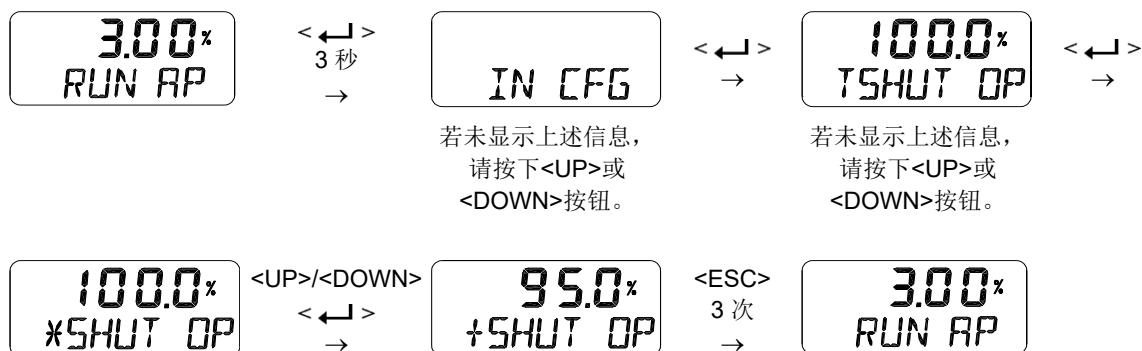 3.00% < ↵ > IN CFG < ↵ > 100.0% < ↵ >
RUN AP 3 秒 → → TSHUT OP →
若未显示上述信息， 若未显示上述信息，
请按下<UP>或 请按下<UP>或
<DOWN>按钮。 <DOWN>按钮。
100.0% <UP>/<DOWN> 95.0% <ESC> 3.00%
*SHUT OP < ↵ > → +SHUT OP 3 次 → RUN AP